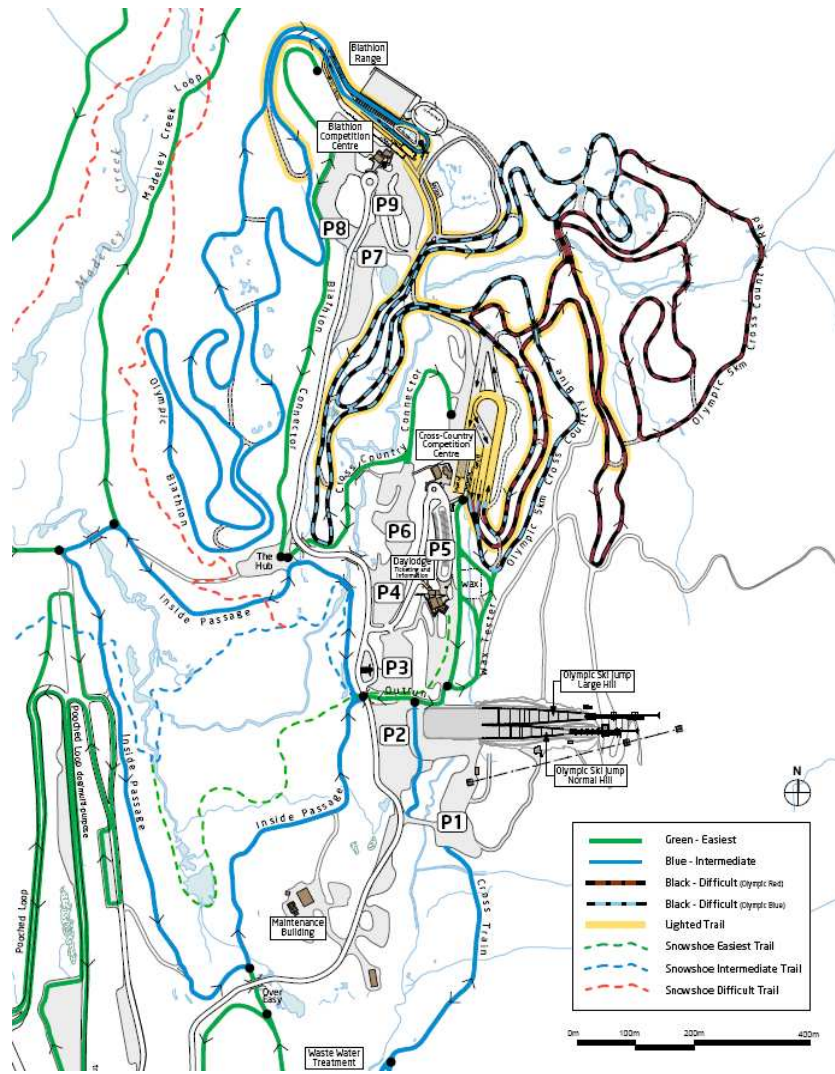 Biathlon
Range
Madeley Creek Loop
Madeley Creek
Biathlon
Competition
Centre
P9
P8
P7
Olympic 5km Cross Country Red
Biathlon Connector
Olympic Biathlon
Cross Country Connector
Cross-Country
Competition
Centre
Olympic 5km Cross Country Blue
P6
P5
The
Hub
Daylodge
Ticketing and
Information
Wax
P4
Inside Passage
Wax Tester
P3
Olympic Ski Jump
Large Hill
Outrun
P2
Olympic Ski Jump
Normal Hill
N
Pooched Loop dog/multipurpose
Inside Passage
Inside Passage
P1
Pooched Loop
Cross Train
Maintenance
Building
Over
Easy
Waste Water
Treatment
Green - Easiest
Blue - Intermediate
Black - Difficult (Olympic Red)
Black - Difficult (Olympic Blue)
Lighted Trail
Snowshoe Easiest Trail
Snowshoe Intermediate Trail
Snowshoe Difficult Trail
0m 100m 200m 400m